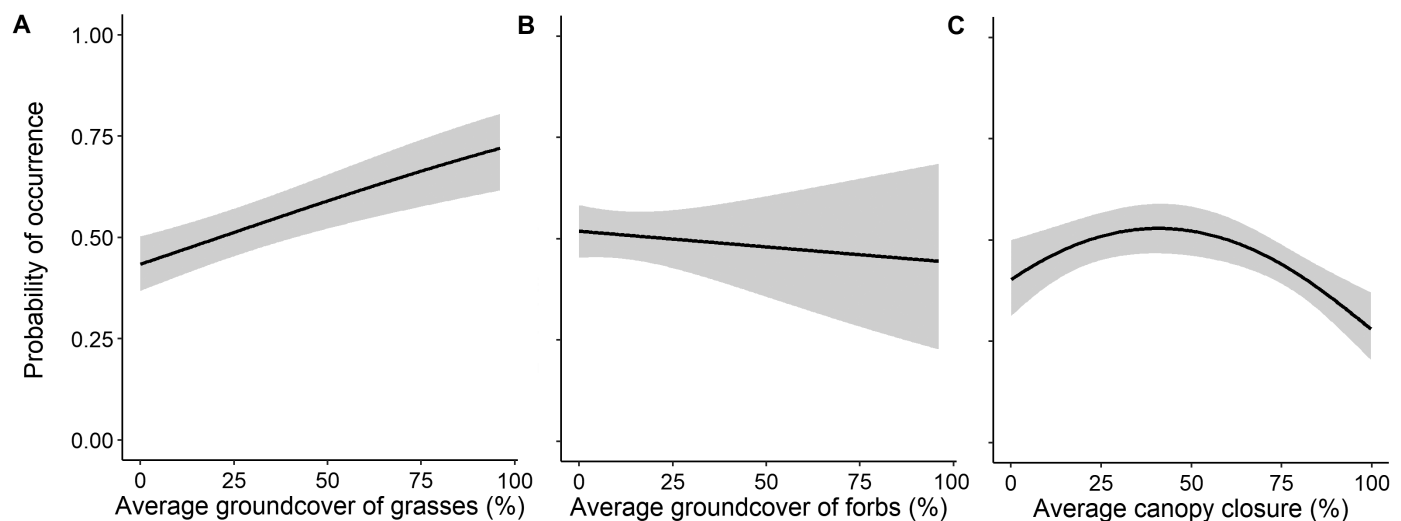 A
B
C
Probability of occurrence
1.00
0.75
0.50
0.25
0.00
0 25 50 75 100
Average groundcover of grasses (%)
0 25 50 75 100
Average groundcover of forbs (%)
0 25 50 75 100
Average canopy closure (%)